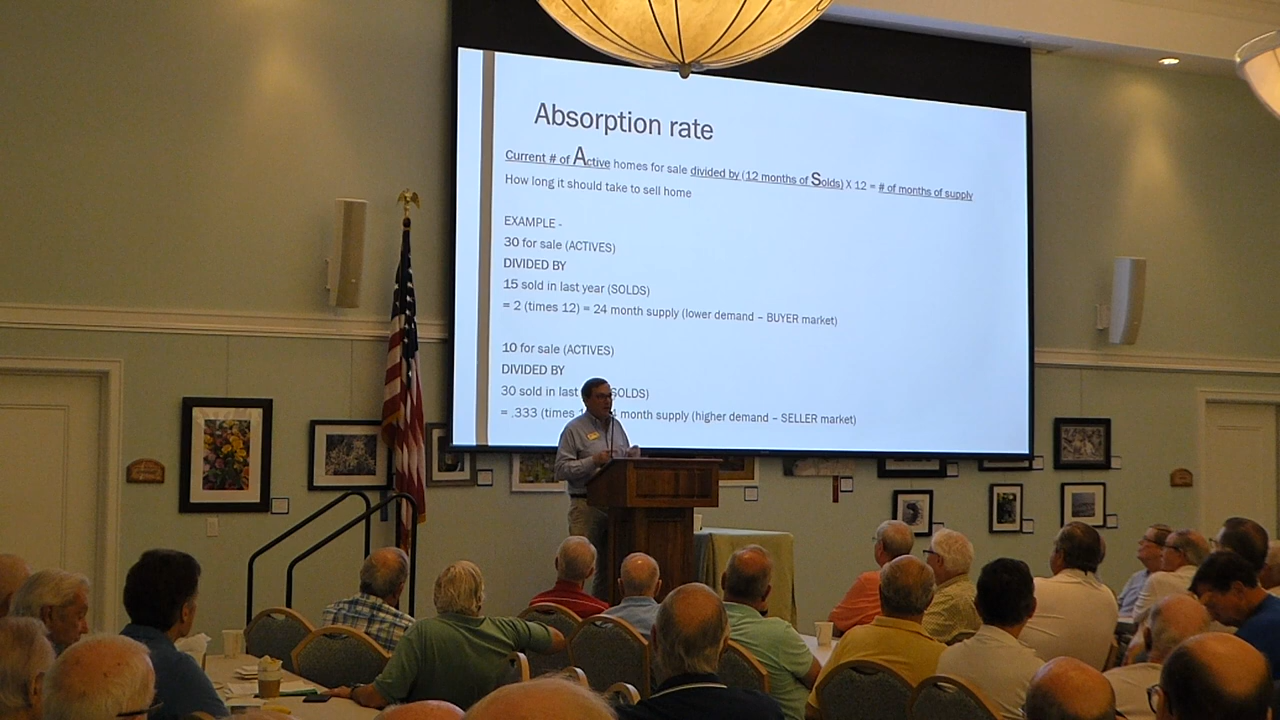 Absorption rate
Current # of Active homes for sale divided by (12 months of Solds) X 12 = # of months of supply
How long it should take to sell home
EXAMPLE -
30 for sale (ACTIVES)
DIVIDED BY
15 sold in last year (SOLDS)
= 2 (times 12) = 24 month supply (lower demand – BUYER market)
10 for sale (ACTIVES)
DIVIDED BY
30 sold in last SOLDS)
= .333 (times month supply (higher demand – SELLER market)